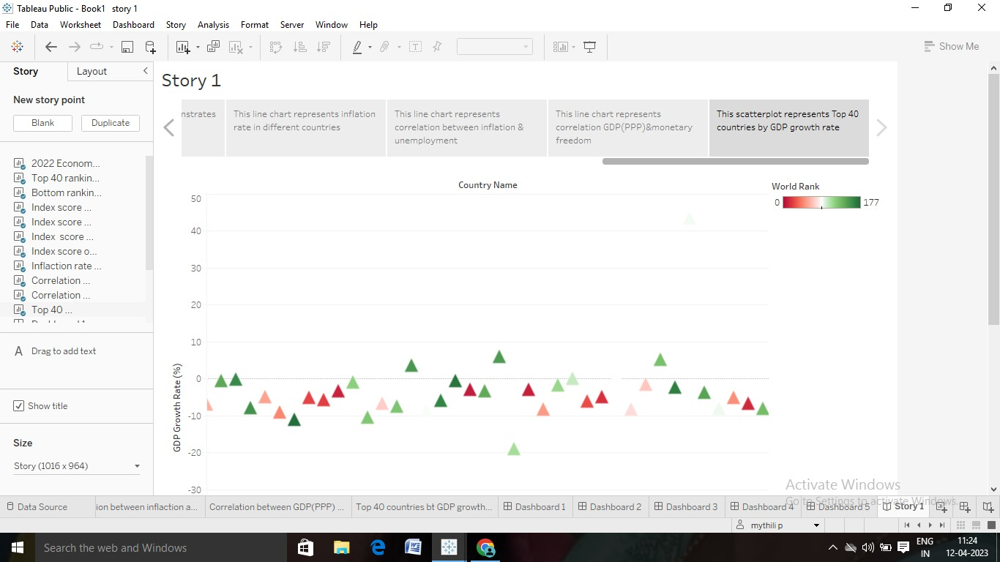 Tableau Public - Book1   story 1
File   Data   Worksheet   Dashboard   Story   Analysis   Format   Server   Window   Help
Show Me
Story   Layout
New story point
Blank   Duplicate
2022 Econom...
Top 40 rankin...
Bottom rankin...
Index score ...
Index score ...
Index  score ...
Index score o...
Inflaction rate ...
Correlation ...
Correlation ...
Top 40 ...
A   Drag to add text
Show title
Size
Story (1016 x 964)
Story 1
nstrates
This line chart represents inflation
rate in different countries
This line chart represents
correlation between inflation &
unemployment
This line chart represents
correlation GDP(PPP)&monetary
freedom
This scatterplot represents Top 40
countries by GDP growth rate
Country Name
World Rank
0   177
50
40
30
20
10
0
-10
-20
-30
GDP Growth Rate (%)
Activate Windows
Go to Settings to activate Windows.
Data Source   ion between inflaction a...   Correlation between GDP(PPP) ...   Top 40 countries bt GDP growth...   Dashboard 1   Dashboard 2   Dashboard 3   Dashboard 4   Dashboard 5   Story 1
mythili p
Search the web and Windows
ENG
IN
11:24
12-04-2023